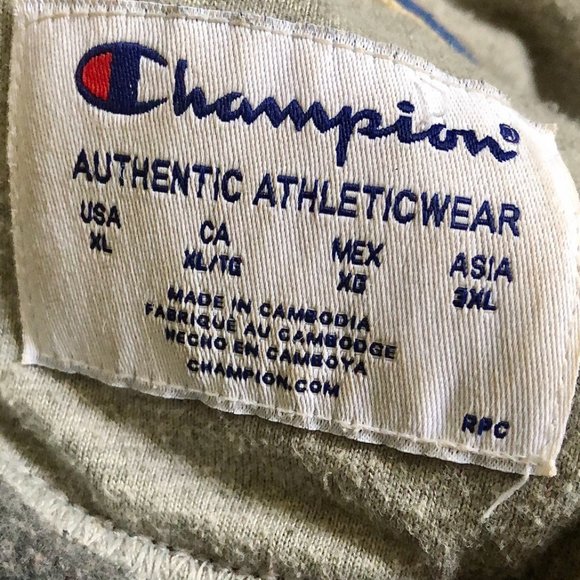 Champion®
AUTHENTIC ATHLETICWEAR
USA CA MEX ASIA
XL XL/TG XG 3XL
MADE IN CAMBODIA
FABRIQUÉ AU CAMBODGE
HECHO EN CAMBOYA
CHAMPION.COM
RPC